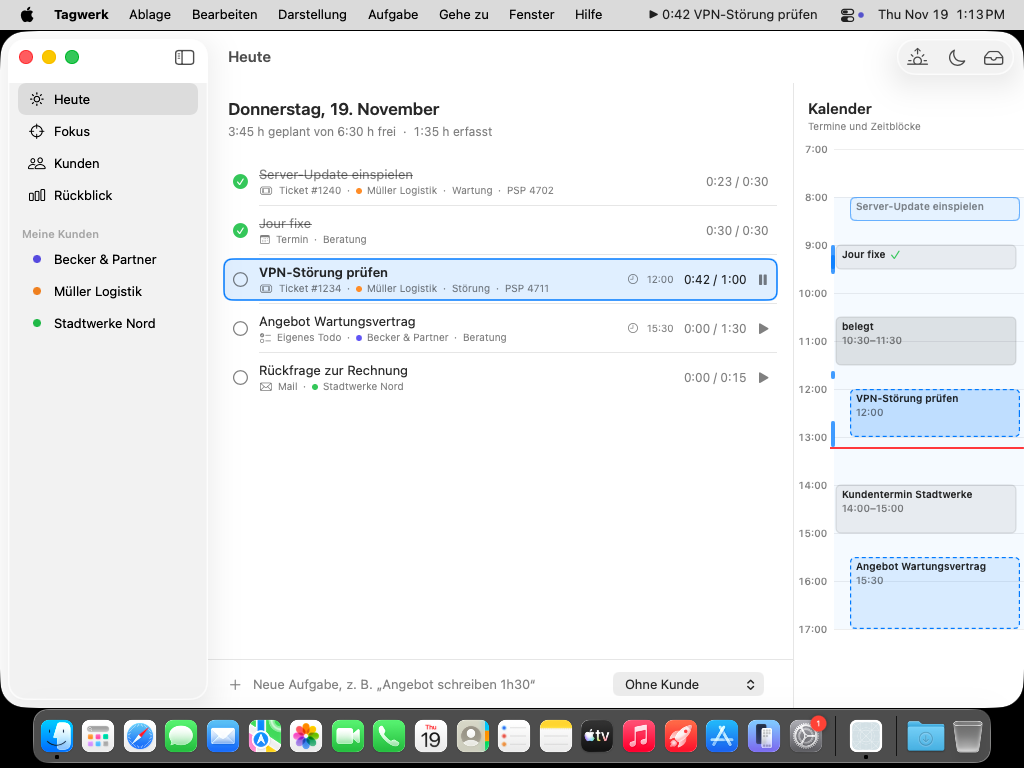 Tagwerk Ablage Bearbeiten Darstellung Aufgabe Gehe zu Fenster Hilfe 0:42 VPN-Störung prüfen Thu Nov 19 1:13 PM
Heute
Heute
Fokus
Kunden
Rückblick
Meine Kunden
Becker & Partner
Müller Logistik
Stadtwerke Nord
Donnerstag, 19. November
3:45 h geplant von 6:30 h frei · 1:35 h erfasst
Server-Update einspielen 0:23 / 0:30
Ticket #1240 · Müller Logistik · Wartung · PSP 4702
Jour fixe 0:30 / 0:30
Termin · Beratung
VPN-Störung prüfen 12:00 0:42 / 1:00
Ticket #1234 · Müller Logistik · Störung · PSP 4711
Angebot Wartungsvertrag 15:30 0:00 / 1:30
Eigenes Todo · Becker & Partner · Beratung
Rückfrage zur Rechnung 0:00 / 0:15
Mail · Stadtwerke Nord
+ Neue Aufgabe, z. B. „Angebot schreiben 1h30“ Ohne Kunde
Kalender
Termine und Zeitblöcke
7:00
8:00
Server-Update einspielen
9:00
Jour fixe ✓
10:00
belegt
10:30–11:30
11:00
12:00
VPN-Störung prüfen
12:00
13:00
14:00
Kundentermin Stadtwerke
14:00–15:00
15:00
Angebot Wartungsvertrag
15:30
16:00
17:00
Thu
19
tv
1